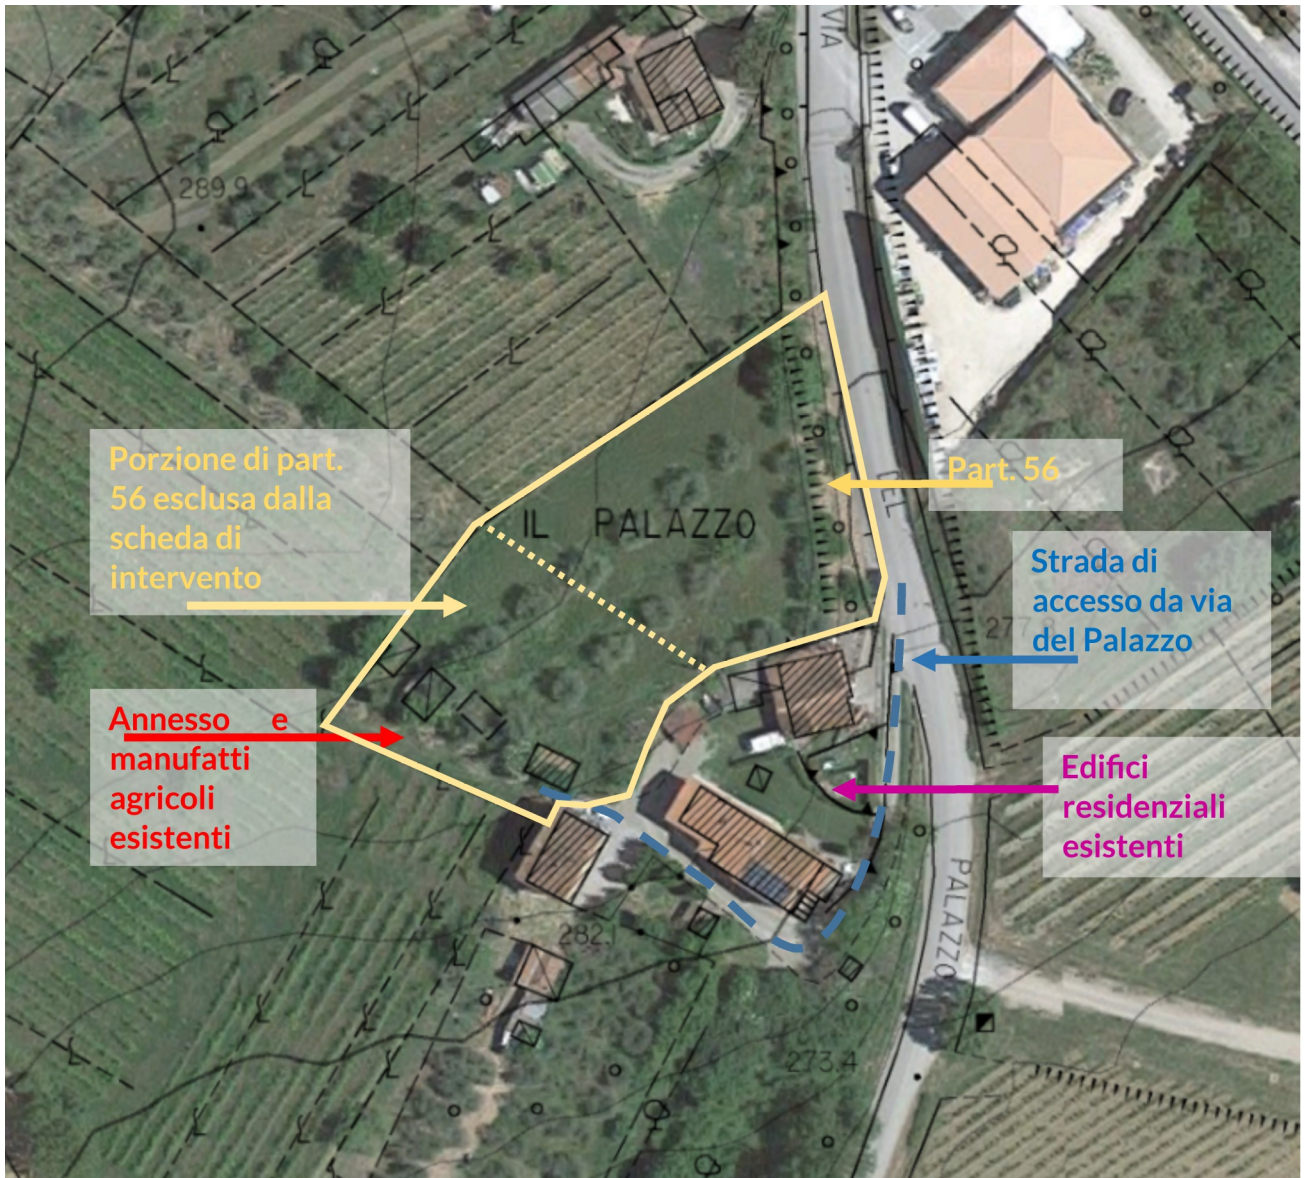 VIA
289.9
Porzione di part.
56 esclusa dalla
scheda di
intervento
Part. 56
DEL
IL PALAZZO
Strada di
accesso da via
del Palazzo
Annesso e
manufatti
agricoli
esistenti
Edifici
residenziali
esistenti
PALAZZO
282.1
273.4